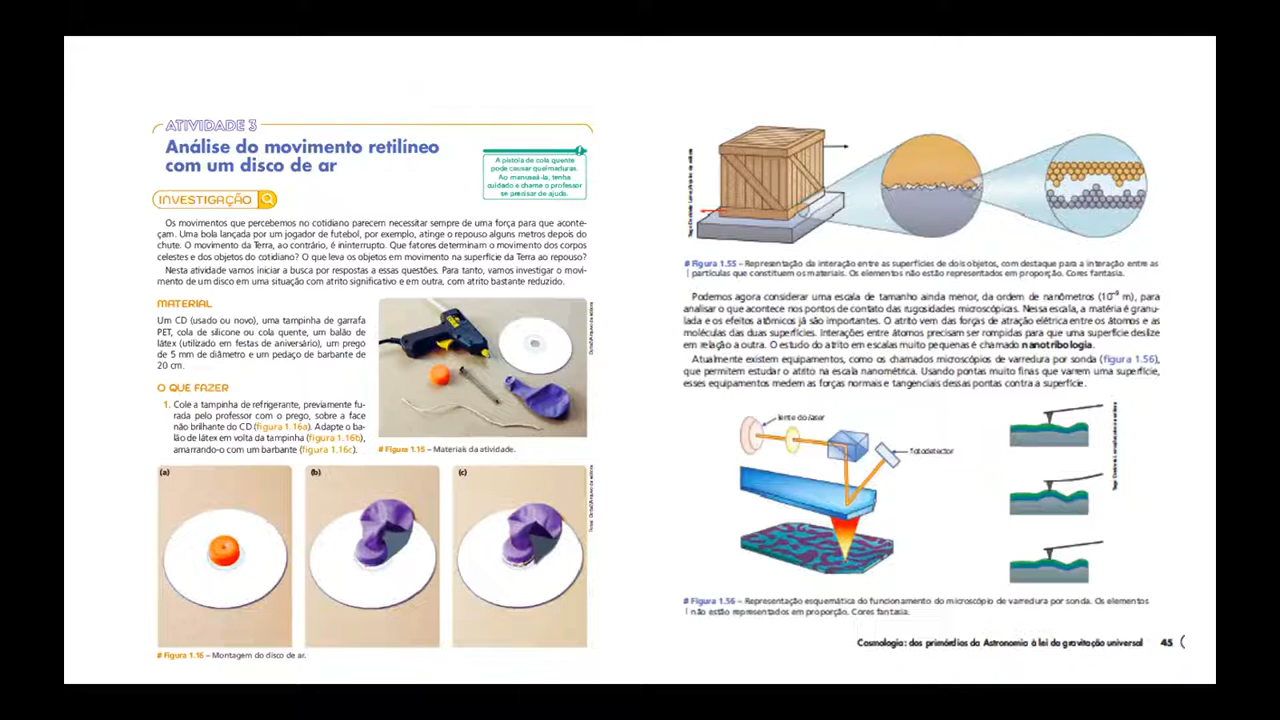 ATIVIDADE 3
Análise do movimento retilíneo
com um disco de ar
A pistola de cola quente
pode causar queimaduras.
Ao manuseá-la, tenha
cuidado e chame o professor
se precisar de ajuda.
INVESTIGAÇÃO
Os movimentos que percebemos no cotidiano parecem necessitar sempre de uma força para que aconte-
çam. Uma bola lançada por um jogador de futebol, por exemplo, atinge o repouso alguns metros depois do
chute. O movimento da Terra, ao contrário, é ininterrupto. Que fatores determinam o movimento dos corpos
celestes e dos objetos do cotidiano? O que leva os objetos em movimento na superfície da Terra ao repouso?
Nesta atividade vamos iniciar a busca por respostas a essas questões. Para tanto, vamos investigar o movi-
mento de um disco em uma situação com atrito significativo e em outra, com atrito bastante reduzido.
MATERIAL
Um CD (usado ou novo), uma tampinha de garrafa
PET, cola de silicone ou cola quente, um balão de
látex (utilizado em festas de aniversário), um prego
de 5 mm de diâmetro e um pedaço de barbante de
20 cm.
O QUE FAZER
1. Cole a tampinha de refrigerante, previamente fu-
rada pelo professor com o prego, sobre a face
não brilhante do CD (figura 1.16a). Adapte o ba-
lão de látex em volta da tampinha (figura 1.16b),
amarrando-o com um barbante (figura 1.16c).
# Figura 1.15 – Materiais da atividade.
(a)
(b)
(c)
# Figura 1.16 – Montagem do disco de ar.
# Figura 1.55 – Representação da interação entre as superfícies de dois objetos, com destaque para a interação entre as
partículas que constituem os materiais. Os elementos não estão representados em proporção. Cores fantasia.
Podemos agora considerar uma escala de tamanho ainda menor, da ordem de nanômetros (10⁻⁹ m), para
analisar o que acontece nos pontos de contato das rugosidades microscópicas. Nessa escala, a matéria é granu-
lada e os efeitos atômicos já são importantes. O atrito vem das forças de atração elétrica entre os átomos e as
moléculas das duas superfícies. Interações entre átomos precisam ser rompidas para que uma superfície deslize
em relação a outra. O estudo do atrito em escalas muito pequenas é chamado nanotribologia.
Atualmente existem equipamentos, como os chamados microscópios de varredura por sonda (figura 1.56),
que permitem estudar o atrito na escala nanométrica. Usando pontas muito finas que varrem uma superfície,
esses equipamentos medem as forças normais e tangenciais dessas pontas contra a superfície.
lente do laser
fotodetector
# Figura 1.56 – Representação esquemática do funcionamento do microscópio de varredura por sonda. Os elementos
não estão representados em proporção. Cores fantasia.
Cosmologia: dos primórdios da Astronomia à lei da gravitação universal 45